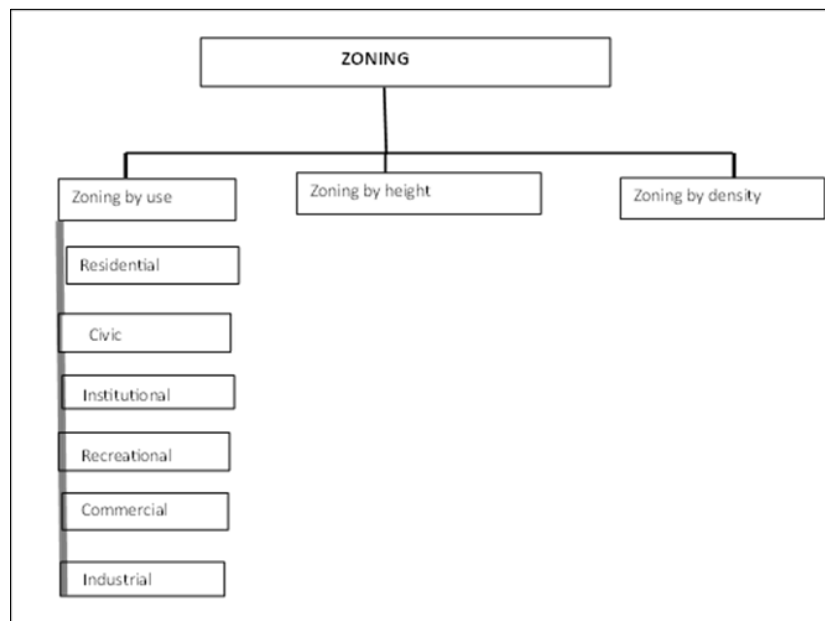 ZONING
Zoning by use
Zoning by height
Zoning by density
Residential
Civic
Institutional
Recreational
Commercial
Industrial